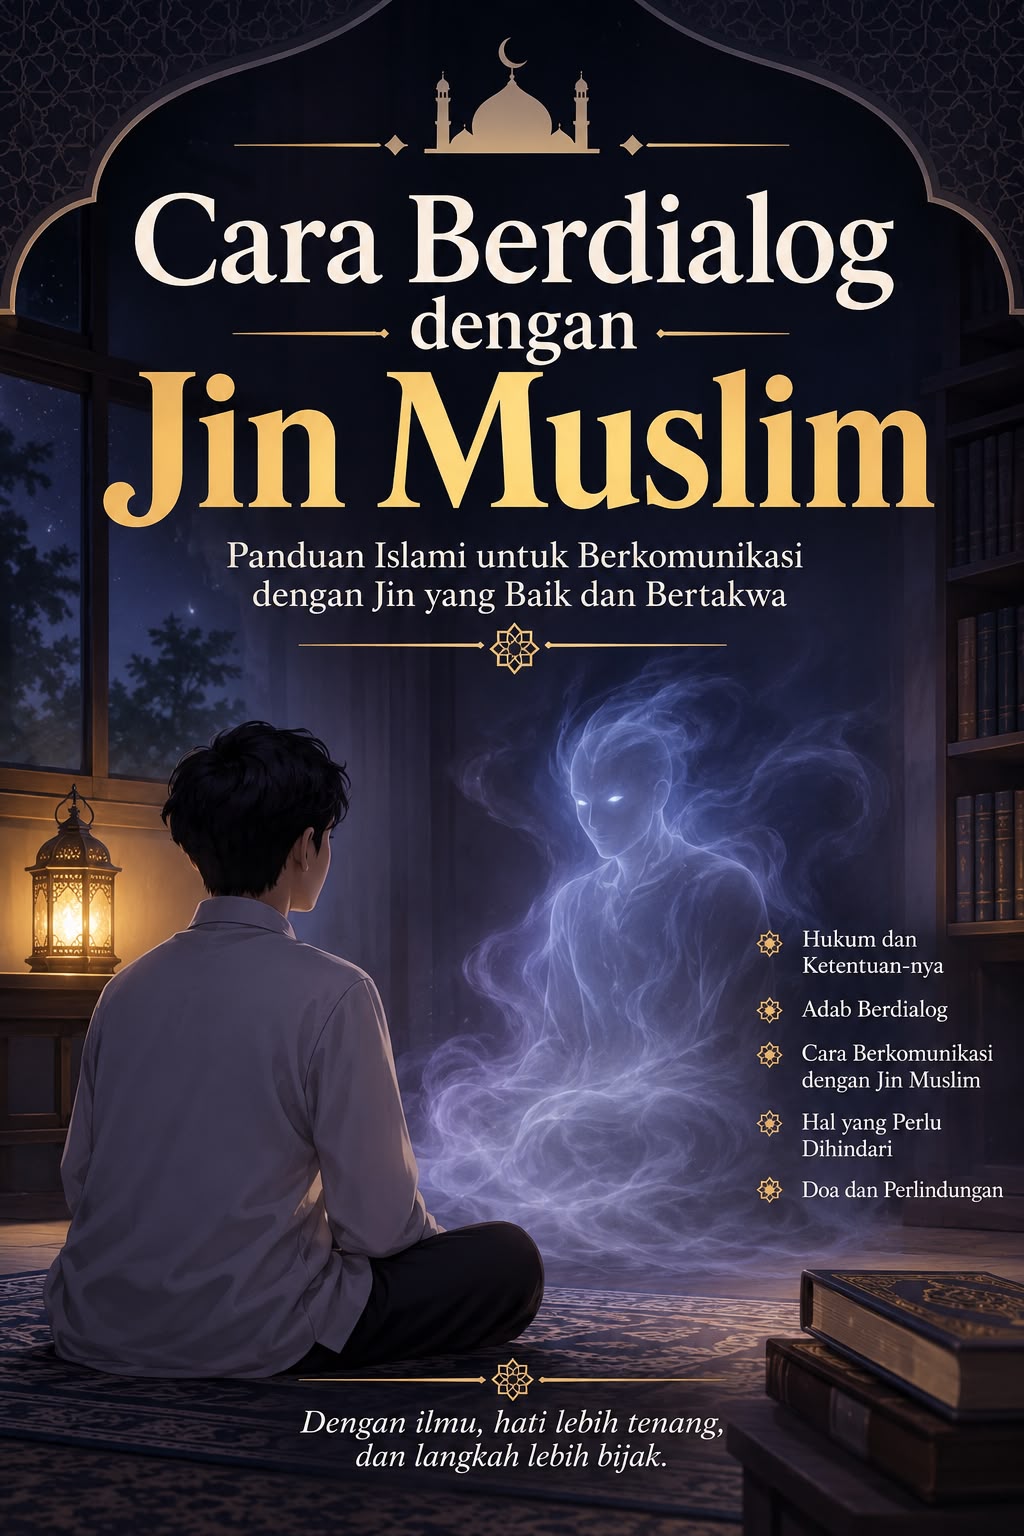 Cara Berdialog
dengan
Jin Muslim
Panduan Islami untuk Berkomunikasi
dengan Jin yang Baik dan Bertakwa
Hukum dan
Ketentuan-nya
Adab Berdialog
Cara Berkomunikasi
dengan Jin Muslim
Hal yang Perlu
Dihindari
Doa dan Perlindungan
Dengan ilmu, hati lebih tenang,
dan langkah lebih bijak.